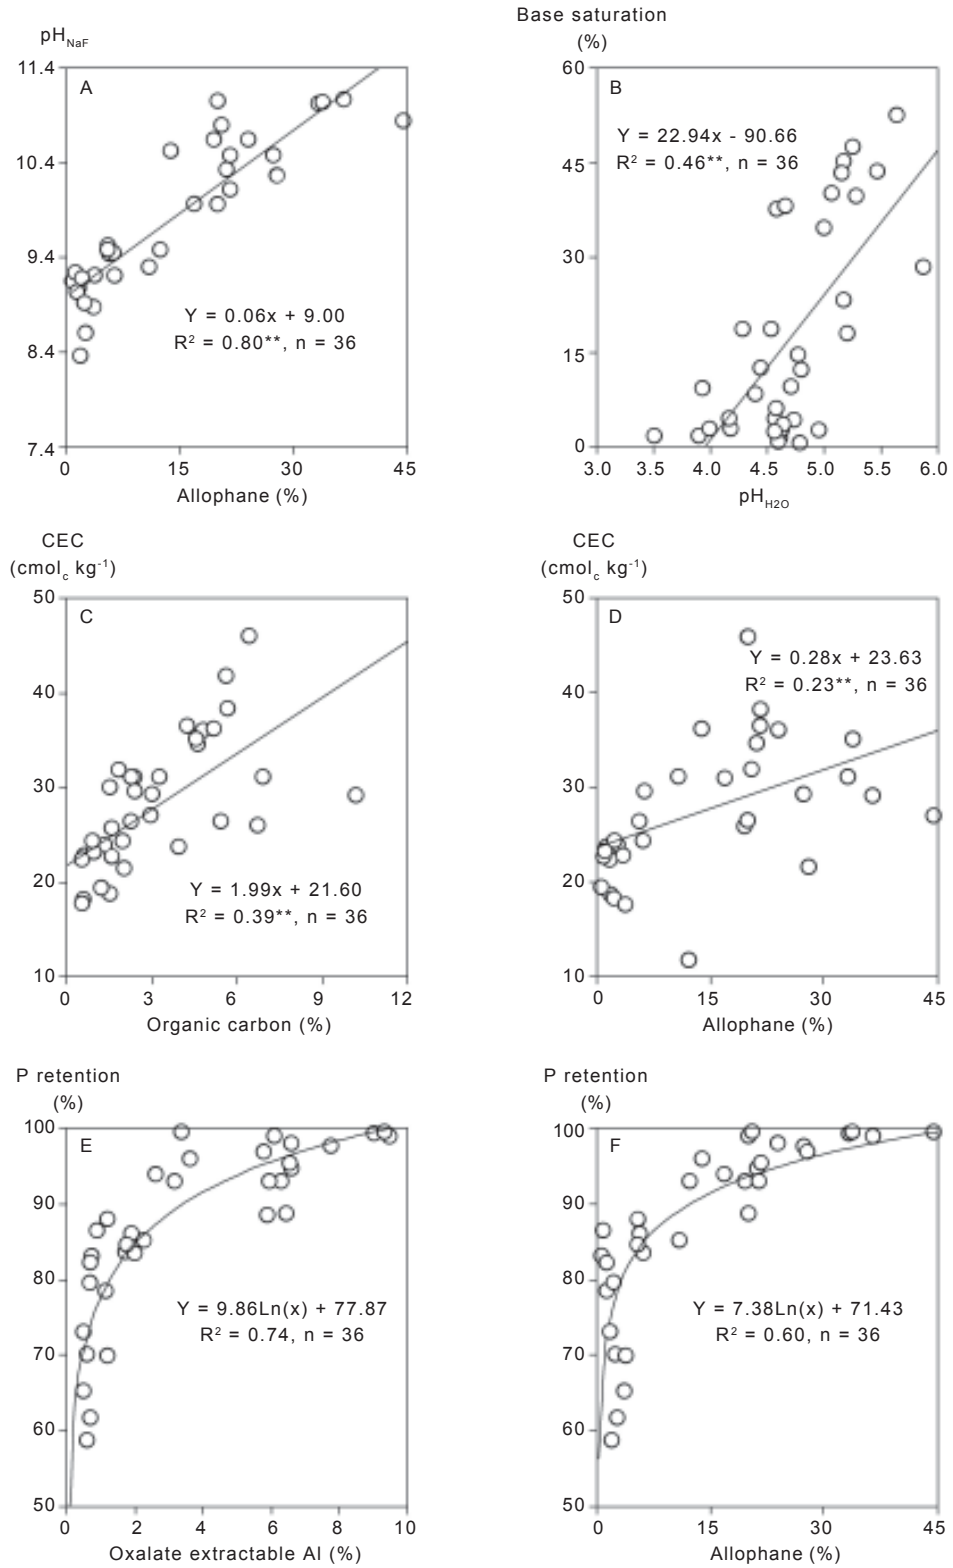 pH_NaF
11.4
10.4
9.4
8.4
7.4
A
Y = 0.06x + 9.00
R² = 0.80**, n = 36
0 15 30 45
Allophane (%)
Base saturation
(%)
60
45
30
15
0
B
Y = 22.94x - 90.66
R² = 0.46**, n = 36
3.0 3.5 4.0 4.5 5.0 5.5 6.0
pH_H2O
CEC
(cmol_c kg⁻¹)
50
40
30
20
10
C
Y = 1.99x + 21.60
R² = 0.39**, n = 36
0 3 6 9 12
Organic carbon (%)
CEC
(cmol_c kg⁻¹)
50
40
30
20
10
D
Y = 0.28x + 23.63
R² = 0.23**, n = 36
0 15 30 45
Allophane (%)
P retention
(%)
100
90
80
70
60
50
E
Y = 9.86Ln(x) + 77.87
R² = 0.74, n = 36
0 2 4 6 8 10
Oxalate extractable Al (%)
P retention
(%)
100
90
80
70
60
50
F
Y = 7.38Ln(x) + 71.43
R² = 0.60, n = 36
0 15 30 45
Allophane (%)